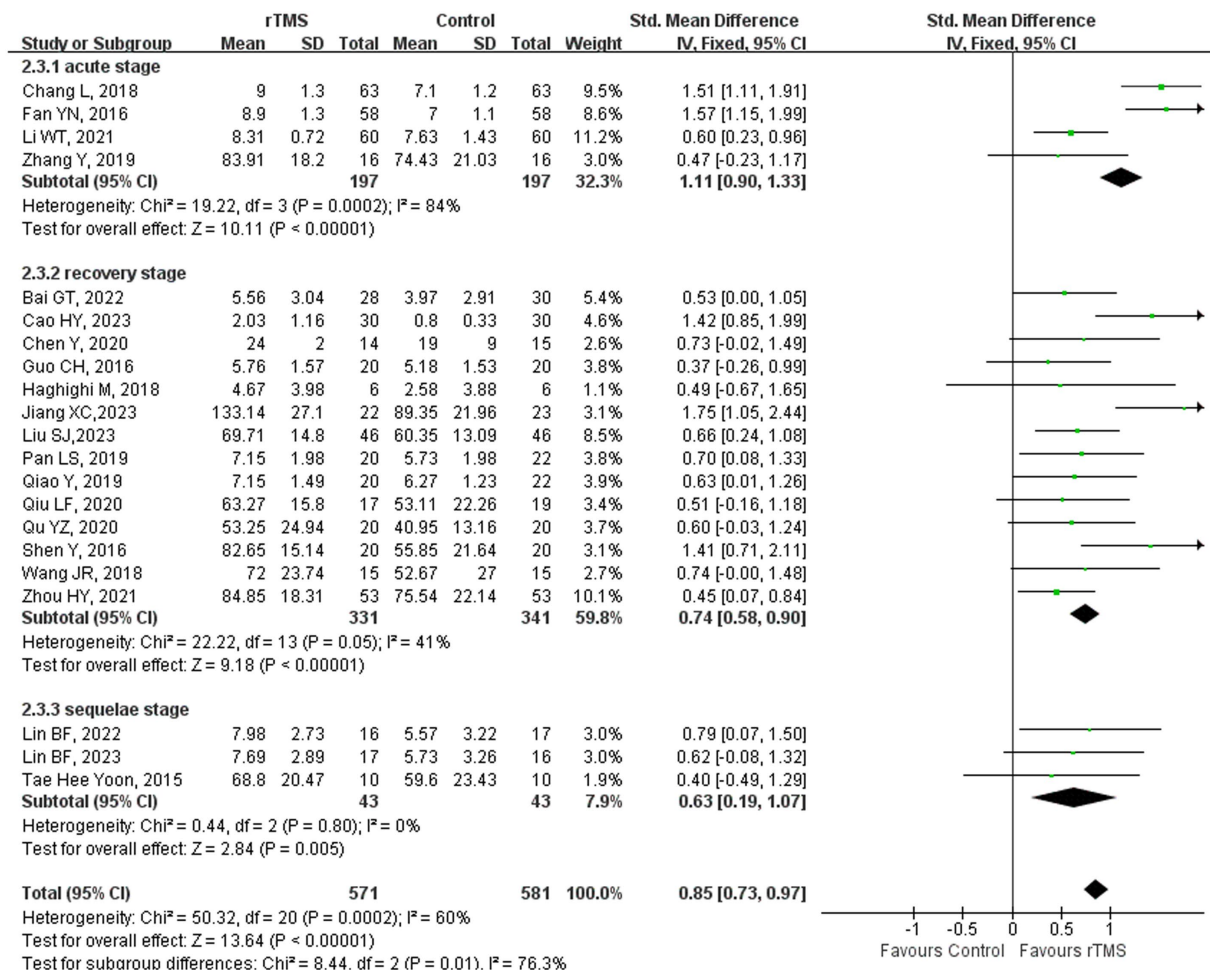 rTMS Control Std. Mean Difference Std. Mean Difference
Study or Subgroup Mean SD Total Mean SD Total Weight IV, Fixed, 95% CI IV, Fixed, 95% CI
2.3.1 acute stage
Chang L, 2018 9 1.3 63 7.1 1.2 63 9.5% 1.51 [1.11, 1.91]
Fan YN, 2016 8.9 1.3 58 7 1.1 58 8.6% 1.57 [1.15, 1.99]
Li WT, 2021 8.31 0.72 60 7.63 1.43 60 11.2% 0.60 [0.23, 0.96]
Zhang Y, 2019 83.91 18.2 16 74.43 21.03 16 3.0% 0.47 [-0.23, 1.17]
Subtotal (95% CI) 197 197 32.3% 1.11 [0.90, 1.33]
Heterogeneity: Chi² = 19.22, df = 3 (P = 0.0002); I² = 84%
Test for overall effect: Z = 10.11 (P < 0.00001)
2.3.2 recovery stage
Bai GT, 2022 5.56 3.04 28 3.97 2.91 30 5.4% 0.53 [0.00, 1.05]
Cao HY, 2023 2.03 1.16 30 0.8 0.33 30 4.6% 1.42 [0.85, 1.99]
Chen Y, 2020 24 2 14 19 9 15 2.6% 0.73 [-0.02, 1.49]
Guo CH, 2016 5.76 1.57 20 5.18 1.53 20 3.8% 0.37 [-0.26, 0.99]
Haghighi M, 2018 4.67 3.98 6 2.58 3.88 6 1.1% 0.49 [-0.67, 1.65]
Jiang XC,2023 133.14 27.1 22 89.35 21.96 23 3.1% 1.75 [1.05, 2.44]
Liu SJ,2023 69.71 14.8 46 60.35 13.09 46 8.5% 0.66 [0.24, 1.08]
Pan LS, 2019 7.15 1.98 20 5.73 1.98 22 3.8% 0.70 [0.08, 1.33]
Qiao Y, 2019 7.15 1.49 20 6.27 1.23 22 3.9% 0.63 [0.01, 1.26]
Qiu LF, 2020 63.27 15.8 17 53.11 22.26 19 3.4% 0.51 [-0.16, 1.18]
Qu YZ, 2020 53.25 24.94 20 40.95 13.16 20 3.7% 0.60 [-0.03, 1.24]
Shen Y, 2016 82.65 15.14 20 55.85 21.64 20 3.1% 1.41 [0.71, 2.11]
Wang JR, 2018 72 23.74 15 52.67 27 15 2.7% 0.74 [-0.00, 1.48]
Zhou HY, 2021 84.85 18.31 53 75.54 22.14 53 10.1% 0.45 [0.07, 0.84]
Subtotal (95% CI) 331 341 59.8% 0.74 [0.58, 0.90]
Heterogeneity: Chi² = 22.22, df = 13 (P = 0.05); I² = 41%
Test for overall effect: Z = 9.18 (P < 0.00001)
2.3.3 sequelae stage
Lin BF, 2022 7.98 2.73 16 5.57 3.22 17 3.0% 0.79 [0.07, 1.50]
Lin BF, 2023 7.69 2.89 17 5.73 3.26 16 3.0% 0.62 [-0.08, 1.32]
Tae Hee Yoon, 2015 68.8 20.47 10 59.6 23.43 10 1.9% 0.40 [-0.49, 1.29]
Subtotal (95% CI) 43 43 7.9% 0.63 [0.19, 1.07]
Heterogeneity: Chi² = 0.44, df = 2 (P = 0.80); I² = 0%
Test for overall effect: Z = 2.84 (P = 0.005)
Total (95% CI) 571 581 100.0% 0.85 [0.73, 0.97]
Heterogeneity: Chi² = 50.32, df = 20 (P = 0.0002); I² = 60%
Test for overall effect: Z = 13.64 (P < 0.00001)
Test for subgroup differences: Chi² = 8.44, df = 2 (P = 0.01), I² = 76.3%
-1 -0.5 0 0.5 1
Favours Control Favours rTMS